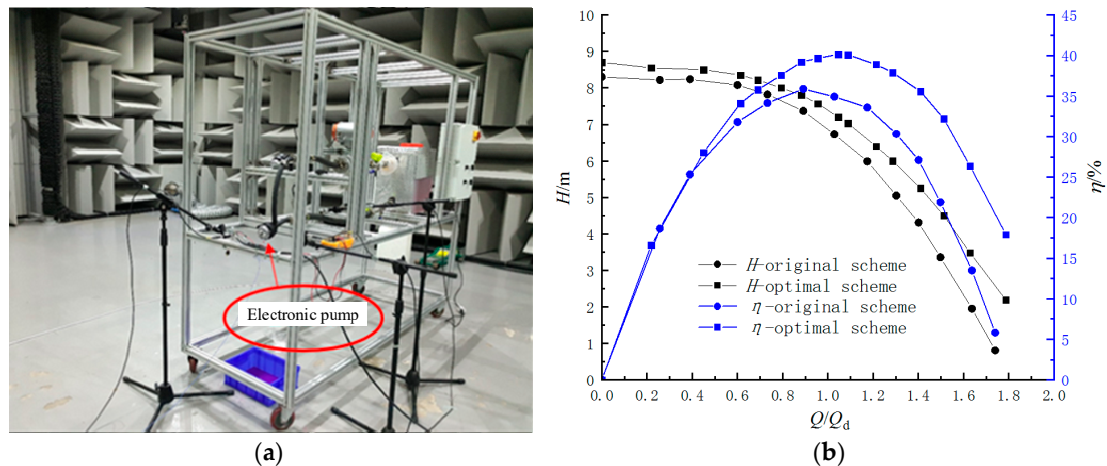 Electronic pump
(a)
10
9
8
7
6
5
4
3
2
1
0
H/m
45
40
35
30
25
20
15
10
5
0
η/%
H-original scheme
H-optimal scheme
η-original scheme
η-optimal scheme
0.0 0.2 0.4 0.6 0.8 1.0 1.2 1.4 1.6 1.8 2.0
Q/Qd
(b)